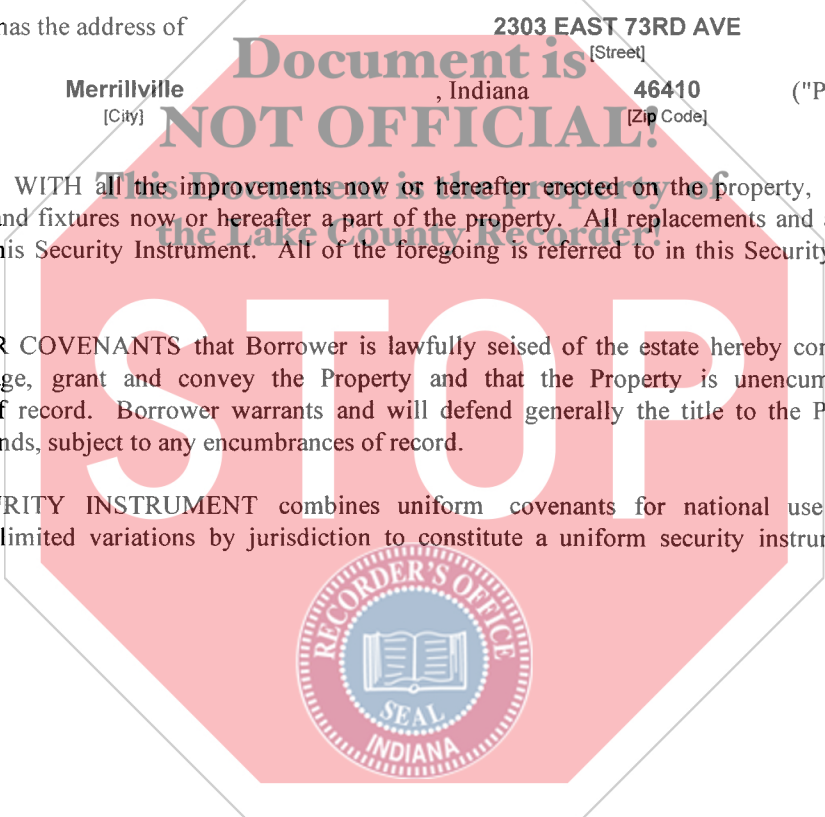 has the address of 2303 EAST 73RD AVE
[Street]
Document is
Merrillville , Indiana 46410 ("P
[City] [Zip Code]
NOT OFFICIAL!
WITH all the improvements now or hereafter erected on the property,
This Document is the property of
and fixtures now or hereafter a part of the property. All replacements and
the Lake County Recorder!
his Security Instrument. All of the foregoing is referred to in this Security
R COVENANTS that Borrower is lawfully seised of the estate hereby con
ge, grant and convey the Property and that the Property is unencum
f record. Borrower warrants and will defend generally the title to the P
nds, subject to any encumbrances of record.
STOP
URITY INSTRUMENT combines uniform covenants for national use
limited variations by jurisdiction to constitute a uniform security instrum
RECORDER'S OFFICE
SEAL
INDIANA